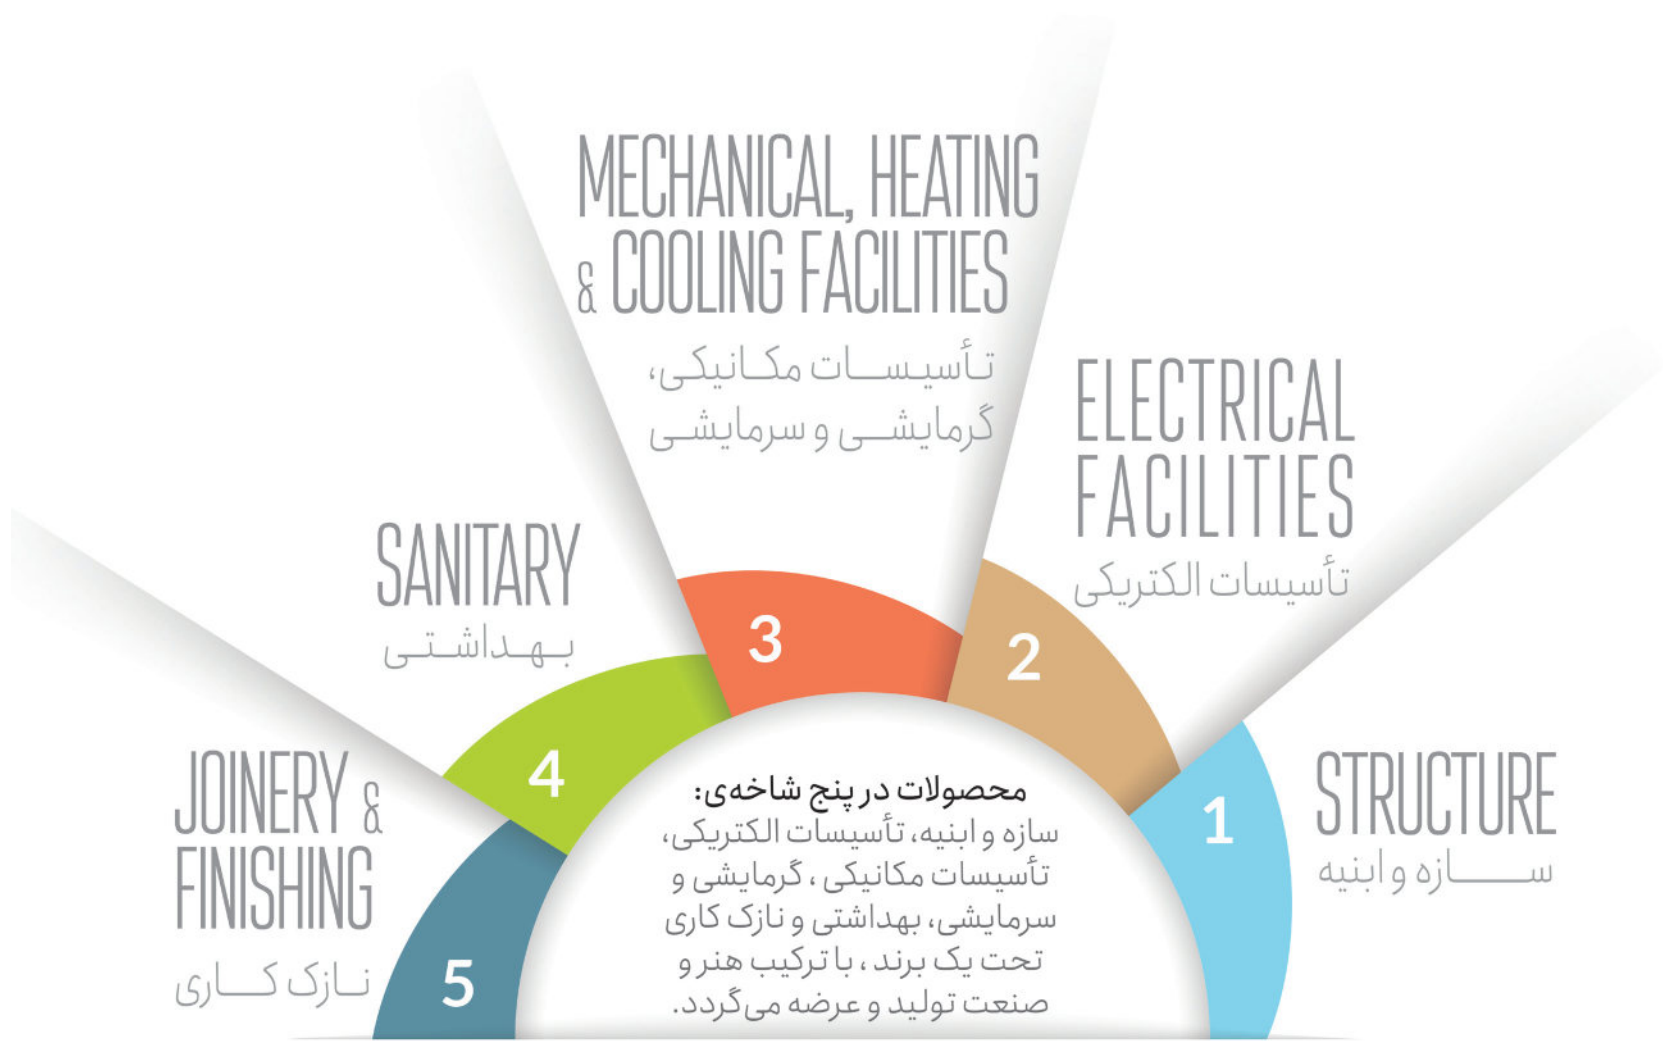 MECHANICAL, HEATING
& COOLING FACILITIES
تأسیسات مکانیکی،
گرمایشی و سرمایشی
ELECTRICAL
FACILITIES
تأسیسات الکتریکی
SANITARY
بهداشتی
JOINERY &
FINISHING
نازک کاری
STRUCTURE
سازه و ابنیه
3
2
4
1
5
محصولات در پنج شاخه‌ی:
سازه و ابنیه، تأسیسات الکتریکی،
تأسیسات مکانیکی ، گرمایشی و
سرمایشی، بهداشتی و نازک کاری
تحت یک برند ، با ترکیب هنر و
صنعت تولید و عرضه می‌گردد.